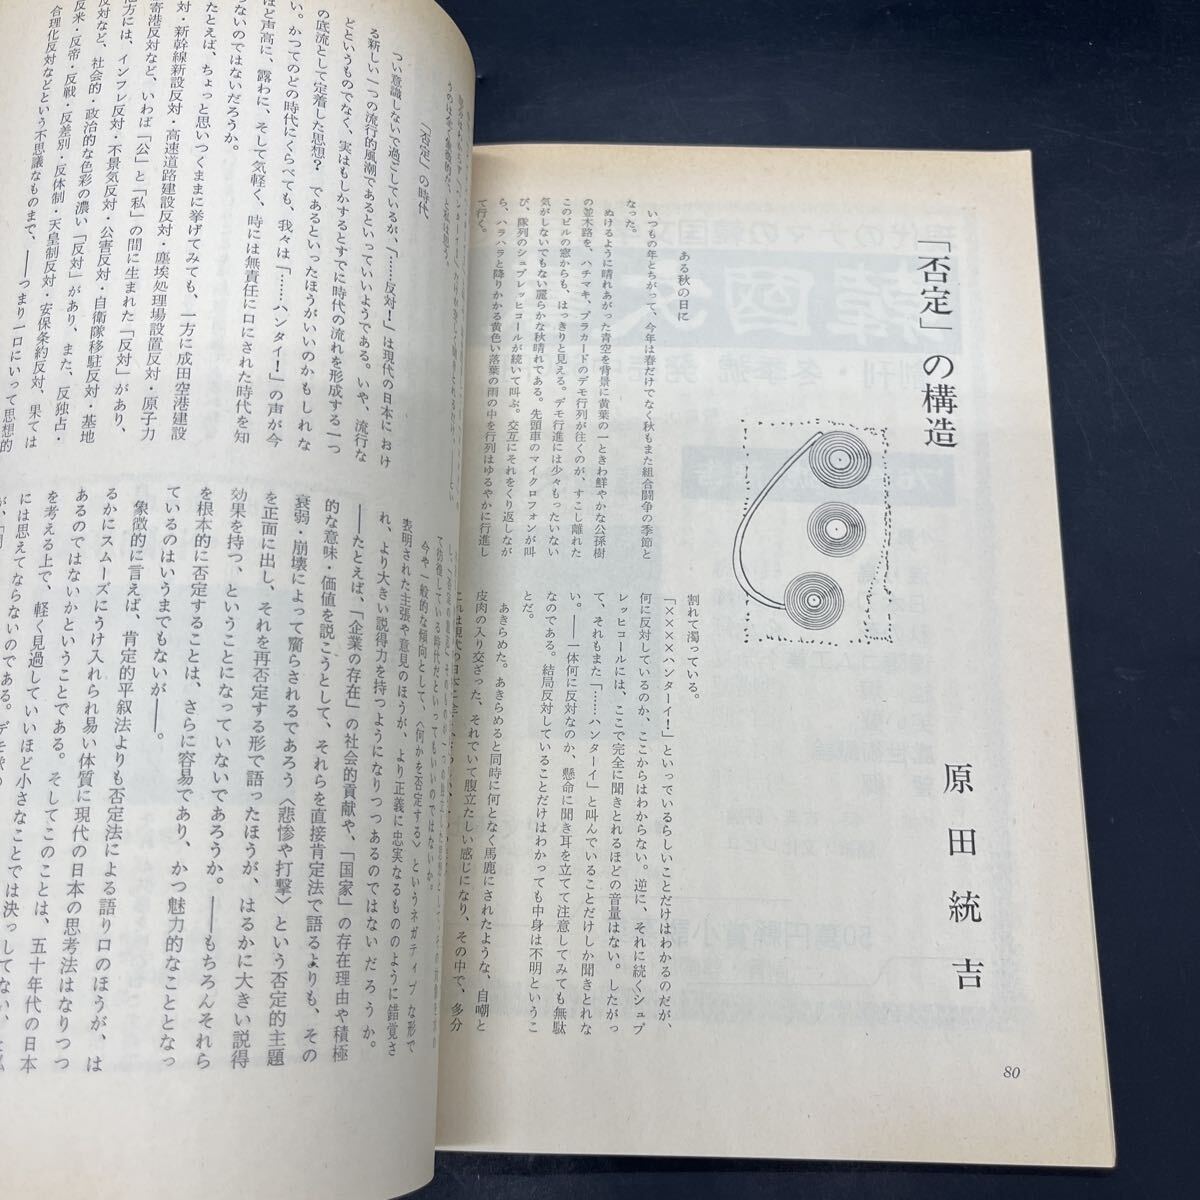 「否定」の構造
原田統吉
ある秋の日に
いつもの年とちがって、今年は春だけでなく秋もまた組合闘争の季節と
なった。
ぬけるように晴れあがった青空を背景に黄葉の一ときわ鮮やかな公孫樹
の並木路を、ハチマキ、プラカードのデモ行列が往くのが、すこし離れた
このビルの窓からも、はっきりと見える。デモ行進には少々もったいない
気がしないでもない麗らかな秋晴れである。先頭車のマイクロフォンが叫
び、隊列のシュプレッヒコールが続いて叫ぶ。交互にそれをくり返しなが
ら、ハラハラと降りかかる黄色い落葉の雨の中を行列はゆるやかに行進し
て行く。
割れて濁っている。
「××××ハンターイ！」といっているらしいことだけはわかるのだが、
何に反対しているのか、ここからはわからない。逆に、それに続くシュプ
レッヒコールには、ここで完全に聞きとれるほどの音量はない。したがっ
て、それもまた「……ハンターイ」と叫んでいることだけしか聞きとれな
い。――一体何に反対なのか、懸命に聞き耳を立てて注意してみても無駄
なのである。結局反対していることだけはわかっても中身は不明というこ
とだ。
あきらめた。あきらめると同時に何となく馬鹿にされたような、自嘲と
皮肉の入り交ざった、それでいて腹立たしい感じになり、その中で、多分
80
「否定」の時代
つい意識しないで過ごしているが、「……反対！」は現代の日本におけ
る新しい一つの流行的風潮であるといっていいようである。いや、流行な
どというものでなく、実はもしかするとすでに時代の流れを形成する一つ
の底流として定着した思想？　であるといったほうがいいのかもしれな
い。かつてのどの時代にくらべても、我々は「……ハンタイ！」の声が今
ほど声高に、露わに、そして気軽く、時には無責任に口にされた時代を知
らないのではないだろうか。
たとえば、ちょっと思いつくままに挙げてみても、一方に成田空港建設
対・新幹線新設反対・高速道路建設反対・塵埃処理場設置反対・原子力
寄港反対など、いわば「公」と「私」の間に生まれた「反対」があり、
方には、インフレ反対・不景気反対・公害反対・自衛隊移駐反対・基地
反対など、社会的・政治的な色彩の濃い「反対」があり、また、反独占・
反米・反帝・反戦・反差別・反体制・天皇制反対・安保条約反対、果ては
合理化反対などという不思議なものまで、――つまり一口にいって思想的
て彷徨している時代だといってもいいのではないか。
今や一般的な傾向として、〈何かを否定する〉というネガティブな形で
表明された主張や意見のほうが、より正義に忠実なもののように錯覚さ
れ、より大きい説得力を持つようになりつつあるのではないだろうか。
――たとえば、「企業の存在」の社会的貢献や、「国家」の存在理由や積極
的な意味・価値を説こうとして、それらを直接肯定法で語るよりも、その
衰弱・崩壊によって齎らされるであろう〈悲惨や打撃〉という否定的主題
を正面に出し、それを再否定する形で語ったほうが、はるかに大きい説得
効果を持つ、ということになっていないであろうか。――もちろんそれら
を根本的に否定することは、さらに容易であり、かつ魅力的なこととなっ
ているのはいうまでもないが――。
象徴的に言えば、肯定的平叙法よりも否定法による語り口のほうが、は
るかにスムーズにうけ入れられ易い体質に現代の日本の思考法はなりつつ
あるのではないかということである。そしてこのことは、五十年代の日本
を考える上で、軽く見過していいほど小さなことでは決っしてない、
には思えてならないのである。